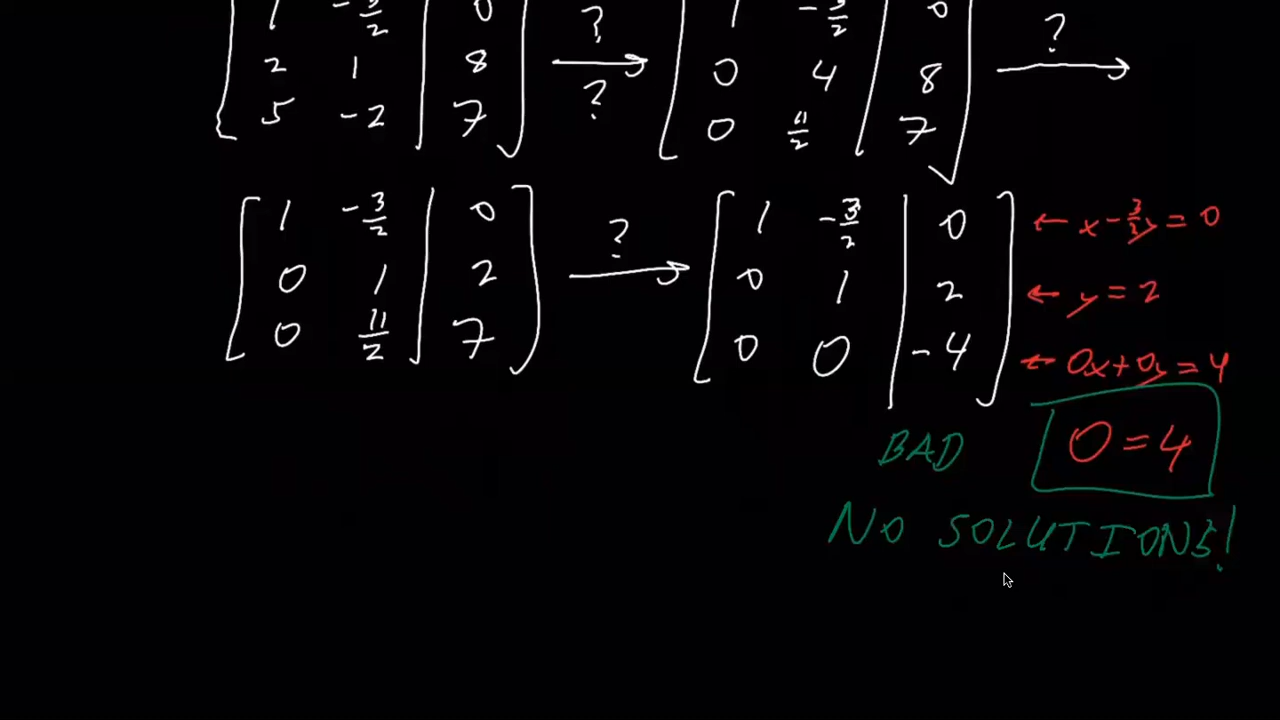 1 -3/2 | 0 ? 1 -3/2 | 0 ?
2 1 | 8 → 0 4 | 8 →
5 -2 | 7 ? 0 11/2 | 7
1 -3/2 | 0 ? 1 -3/2 | 0 ← x - 3/2 y = 0
0 1 | 2 → 0 1 | 2 ← y = 2
0 11/2 | 7 0 0 | -4 ← 0x + 0y = 4
BAD 0 = 4
NO SOLUTIONS!